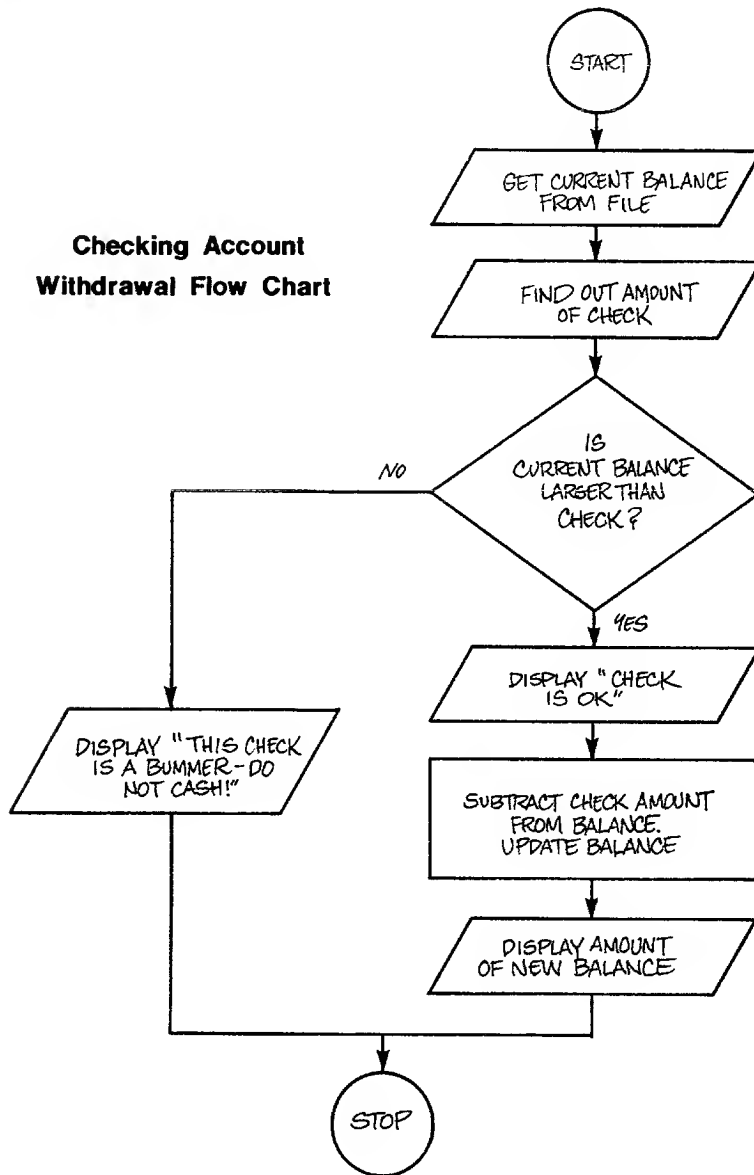 START
GET CURRENT BALANCE
FROM FILE
Checking Account
Withdrawal Flow Chart
FIND OUT AMOUNT
OF CHECK
IS
CURRENT BALANCE
LARGER THAN
CHECK?
NO
YES
DISPLAY "CHECK
IS OK"
DISPLAY "THIS CHECK
IS A BUMMER-DO
NOT CASH!"
SUBTRACT CHECK AMOUNT
FROM BALANCE.
UPDATE BALANCE
DISPLAY AMOUNT
OF NEW BALANCE
STOP